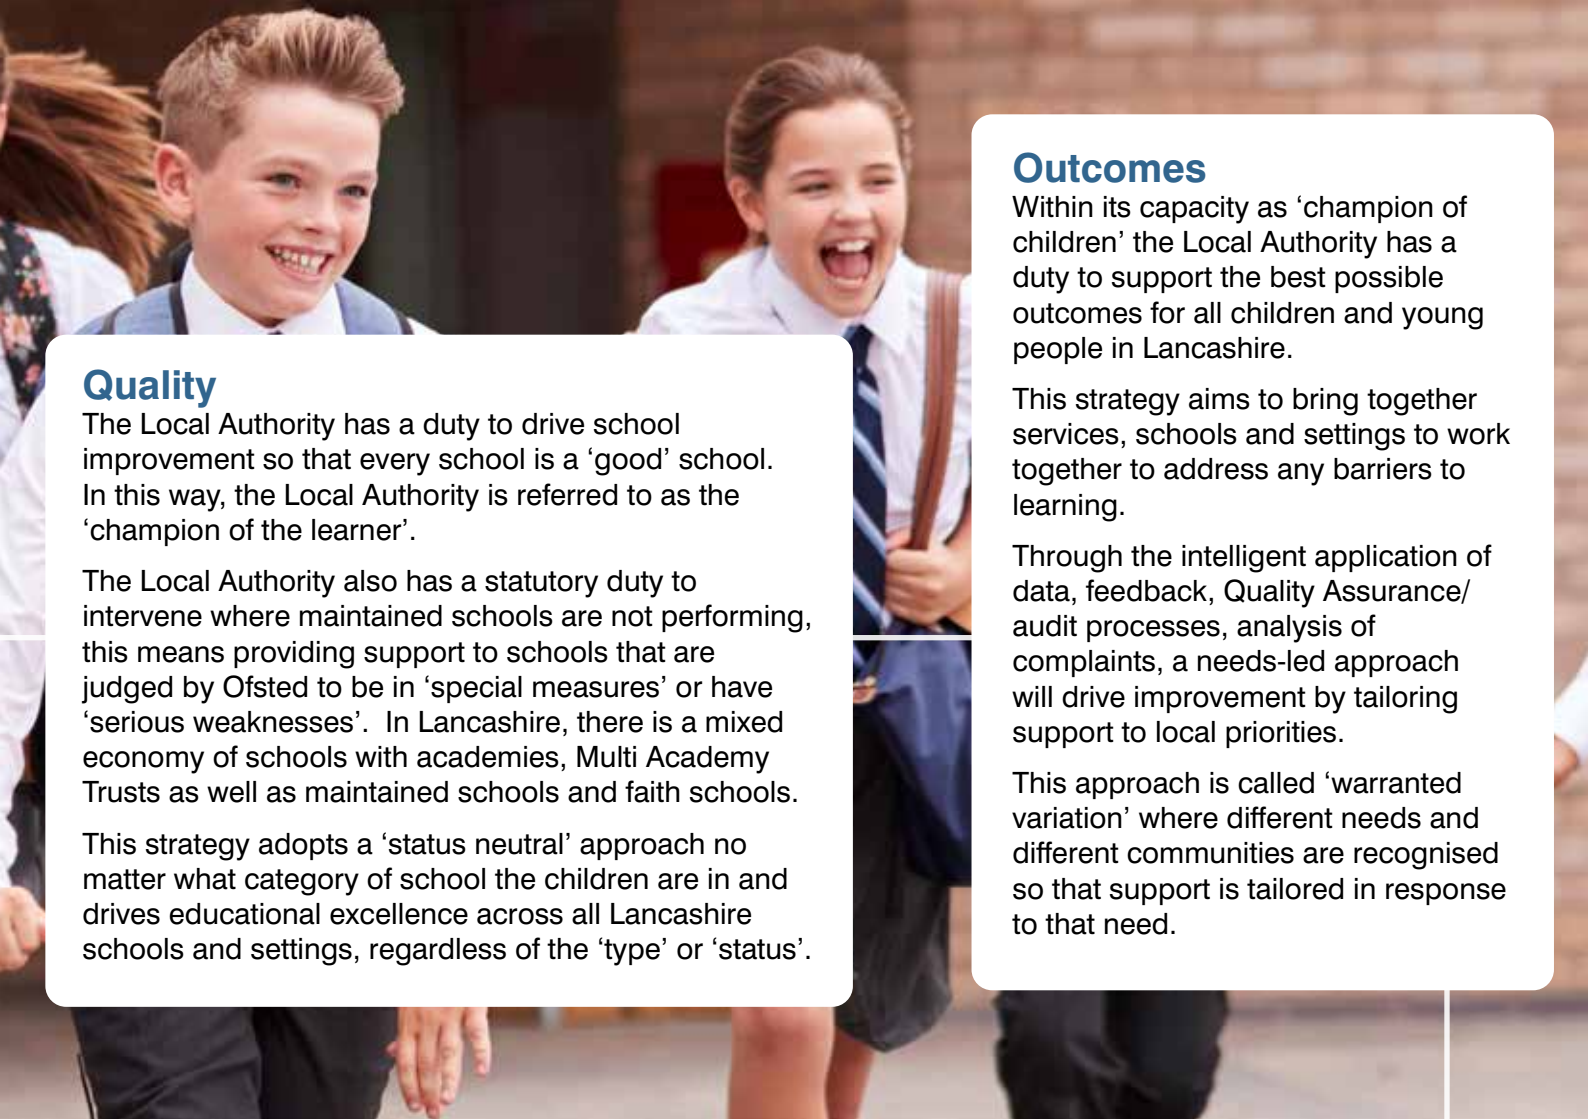 Quality
The Local Authority has a duty to drive school
improvement so that every school is a ‘good’ school.
In this way, the Local Authority is referred to as the
‘champion of the learner’.
The Local Authority also has a statutory duty to
intervene where maintained schools are not performing,
this means providing support to schools that are
judged by Ofsted to be in ‘special measures’ or have
‘serious weaknesses’.  In Lancashire, there is a mixed
economy of schools with academies, Multi Academy
Trusts as well as maintained schools and faith schools.
This strategy adopts a ‘status neutral’ approach no
matter what category of school the children are in and
drives educational excellence across all Lancashire
schools and settings, regardless of the ‘type’ or ‘status’.
Outcomes
Within its capacity as ‘champion of
children’ the Local Authority has a
duty to support the best possible
outcomes for all children and young
people in Lancashire.
This strategy aims to bring together
services, schools and settings to work
together to address any barriers to
learning.
Through the intelligent application of
data, feedback, Quality Assurance/
audit processes, analysis of
complaints, a needs-led approach
will drive improvement by tailoring
support to local priorities.
This approach is called ‘warranted
variation’ where different needs and
different communities are recognised
so that support is tailored in response
to that need.